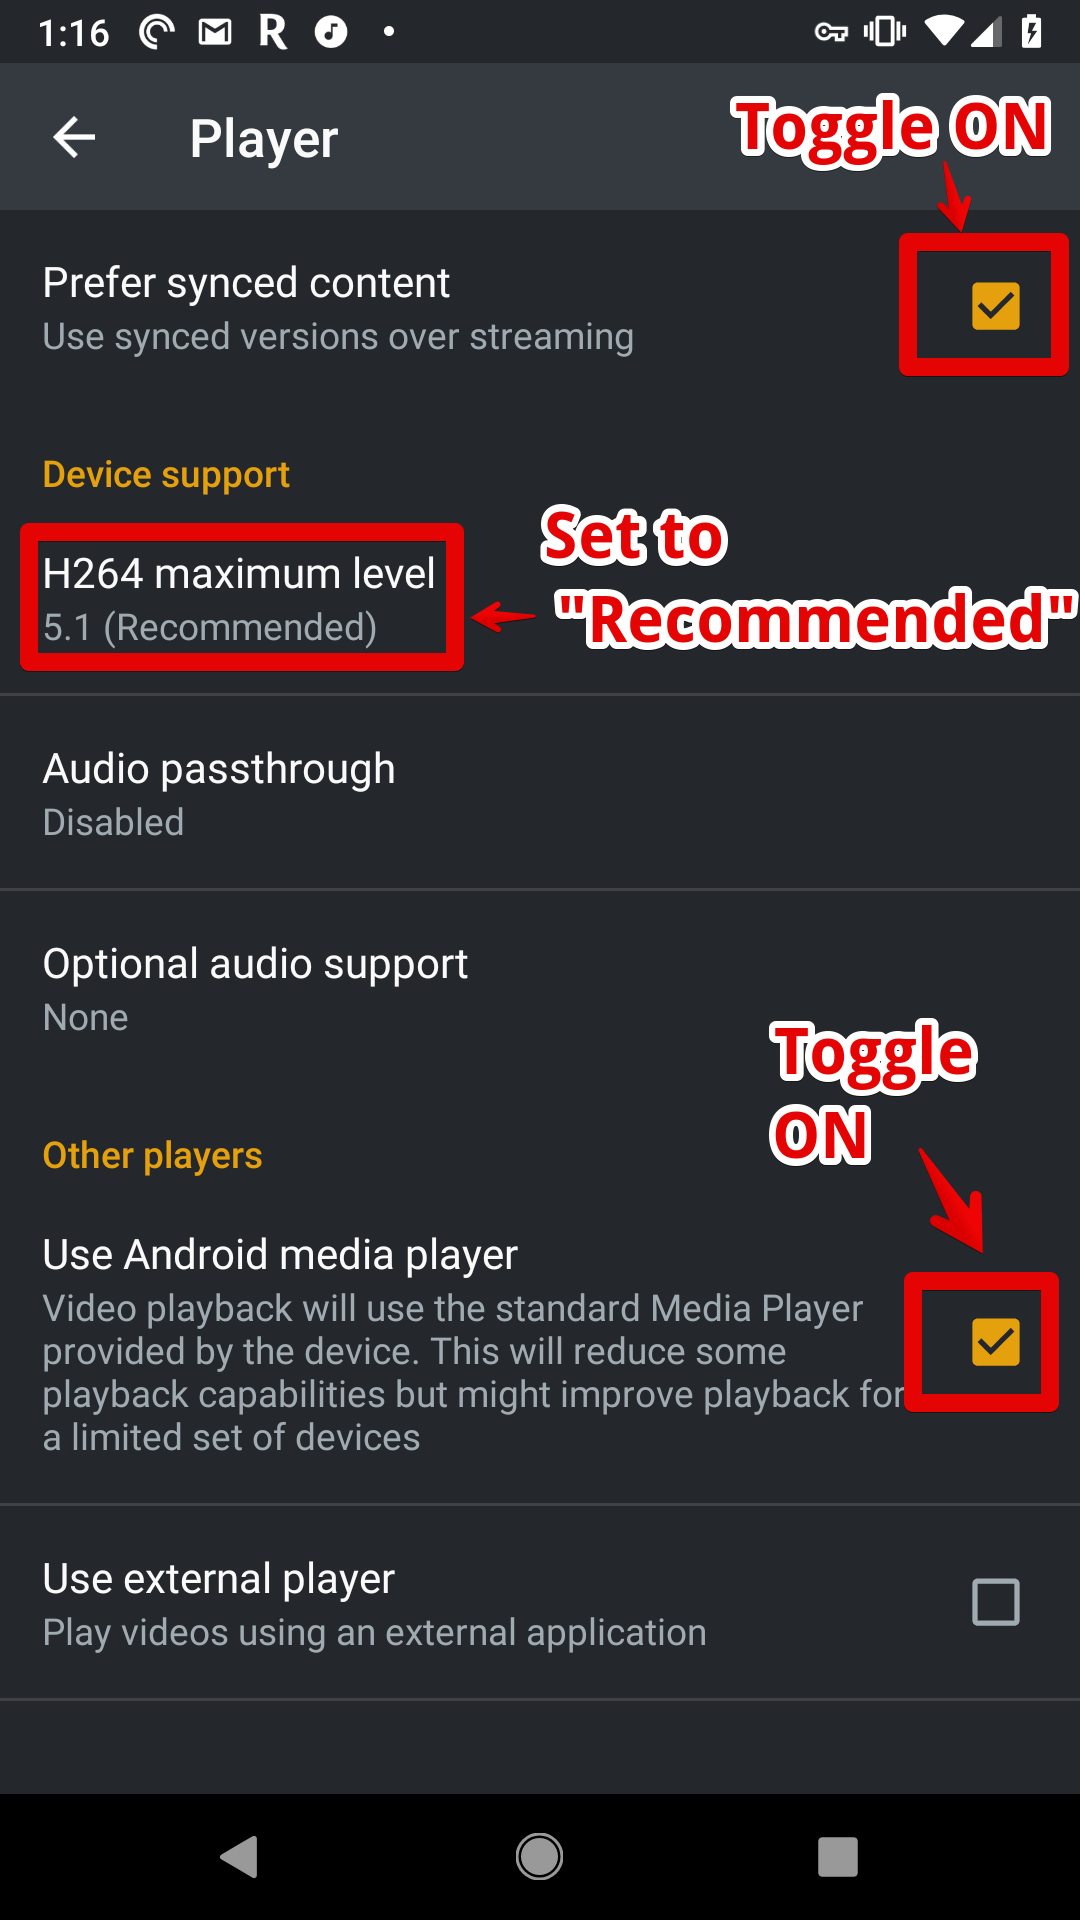 1:16
R
Player
Toggle ON
Prefer synced content
Use synced versions over streaming
Device support
Set to
"Recommended"
H264 maximum level
5.1 (Recommended)
Audio passthrough
Disabled
Optional audio support
None
Toggle
ON
Other players
Use Android media player
Video playback will use the standard Media Player
provided by the device. This will reduce some
playback capabilities but might improve playback for
a limited set of devices
Use external player
Play videos using an external application